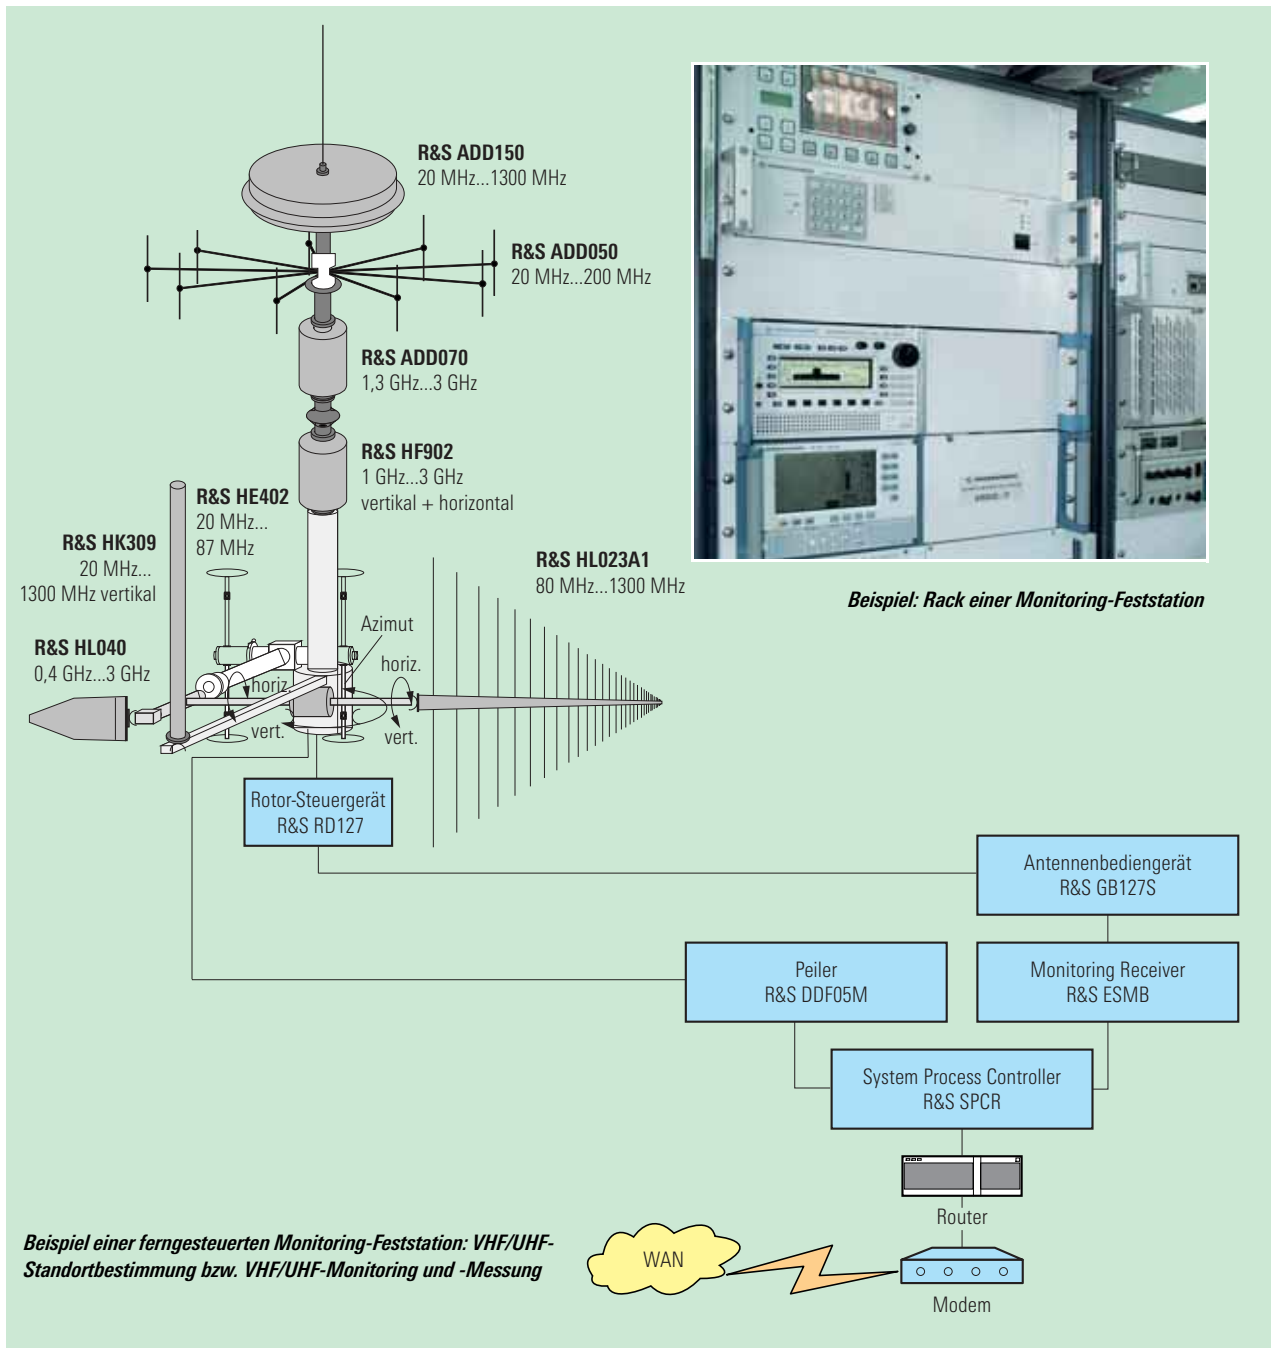 R&S ADD150
20 MHz...1300 MHz
R&S ADD050
20 MHz...200 MHz
R&S ADD070
1,3 GHz...3 GHz
R&S HF902
1 GHz...3 GHz
vertikal + horizontal
R&S HE402
20 MHz...
87 MHz
R&S HK309
20 MHz...
1300 MHz vertikal
R&S HL040
0,4 GHz...3 GHz
R&S HL023A1
80 MHz...1300 MHz
Azimut
horiz.
horiz.
vert.
vert.
Beispiel: Rack einer Monitoring-Feststation
Rotor-Steuergerät
R&S RD127
Antennenbediengerät
R&S GB127S
Peiler
R&S DDF05M
Monitoring Receiver
R&S ESMB
System Process Controller
R&S SPCR
Router
WAN
Modem
Beispiel einer ferngesteuerten Monitoring-Feststation: VHF/UHF-
Standortbestimmung bzw. VHF/UHF-Monitoring und -Messung